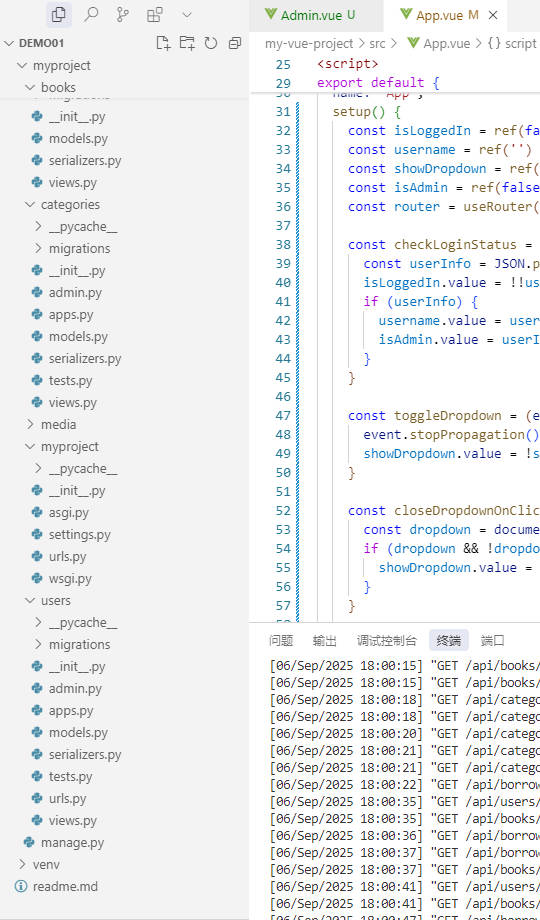 Admin.vue U
App.vue M
DEMO01
my-vue-project > src > App.vue > {} script
myproject
books
__init__.py
models.py
serializers.py
views.py
categories
__pycache__
migrations
__init__.py
admin.py
apps.py
models.py
serializers.py
tests.py
views.py
media
myproject
__pycache__
__init__.py
asgi.py
settings.py
urls.py
wsgi.py
users
__pycache__
migrations
__init__.py
admin.py
apps.py
models.py
serializers.py
tests.py
urls.py
views.py
manage.py
venv
readme.md
25 <script>
29 export default {
31 setup() {
32 const isLoggedIn = ref(fa
33 const username = ref('')
34 const showDropdown = ref(
35 const isAdmin = ref(false
36 const router = useRouter(
37
38 const checkLoginStatus =
39 const userInfo = JSON.p
40 isLoggedIn.value = !!us
41 if (userInfo) {
42 username.value = user
43 isAdmin.value = userI
44 }
45 }
46
47 const toggleDropdown = (e
48 event.stopPropagation()
49 showDropdown.value = !s
50 }
51
52 const closeDropdownOnClic
53 const dropdown = docume
54 if (dropdown && !dropdo
55 showDropdown.value =
56 }
57 }
问题 输出 调试控制台 终端 端口
[06/Sep/2025 18:00:15] "GET /api/books/
[06/Sep/2025 18:00:15] "GET /api/books/
[06/Sep/2025 18:00:18] "GET /api/catego
[06/Sep/2025 18:00:18] "GET /api/catego
[06/Sep/2025 18:00:20] "GET /api/catego
[06/Sep/2025 18:00:21] "GET /api/catego
[06/Sep/2025 18:00:21] "GET /api/catego
[06/Sep/2025 18:00:22] "GET /api/borrow
[06/Sep/2025 18:00:35] "GET /api/users/
[06/Sep/2025 18:00:35] "GET /api/books/
[06/Sep/2025 18:00:36] "GET /api/borrow
[06/Sep/2025 18:00:37] "GET /api/borrow
[06/Sep/2025 18:00:37] "GET /api/books/
[06/Sep/2025 18:00:41] "GET /api/users/
[06/Sep/2025 18:00:41] "GET /api/books/
[06/Sep/2025 18:00:47] "GET /api/borrow